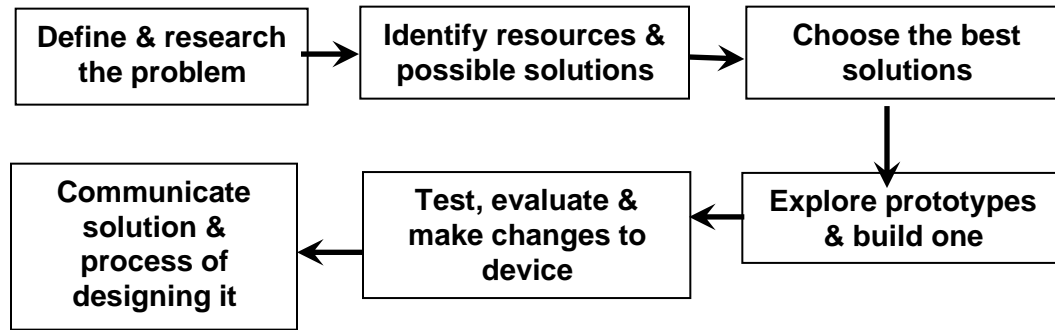 Define & research
the problem
Identify resources &
possible solutions
Choose the best
solutions
Explore prototypes
& build one
Test, evaluate &
make changes to
device
Communicate
solution &
process of
designing it